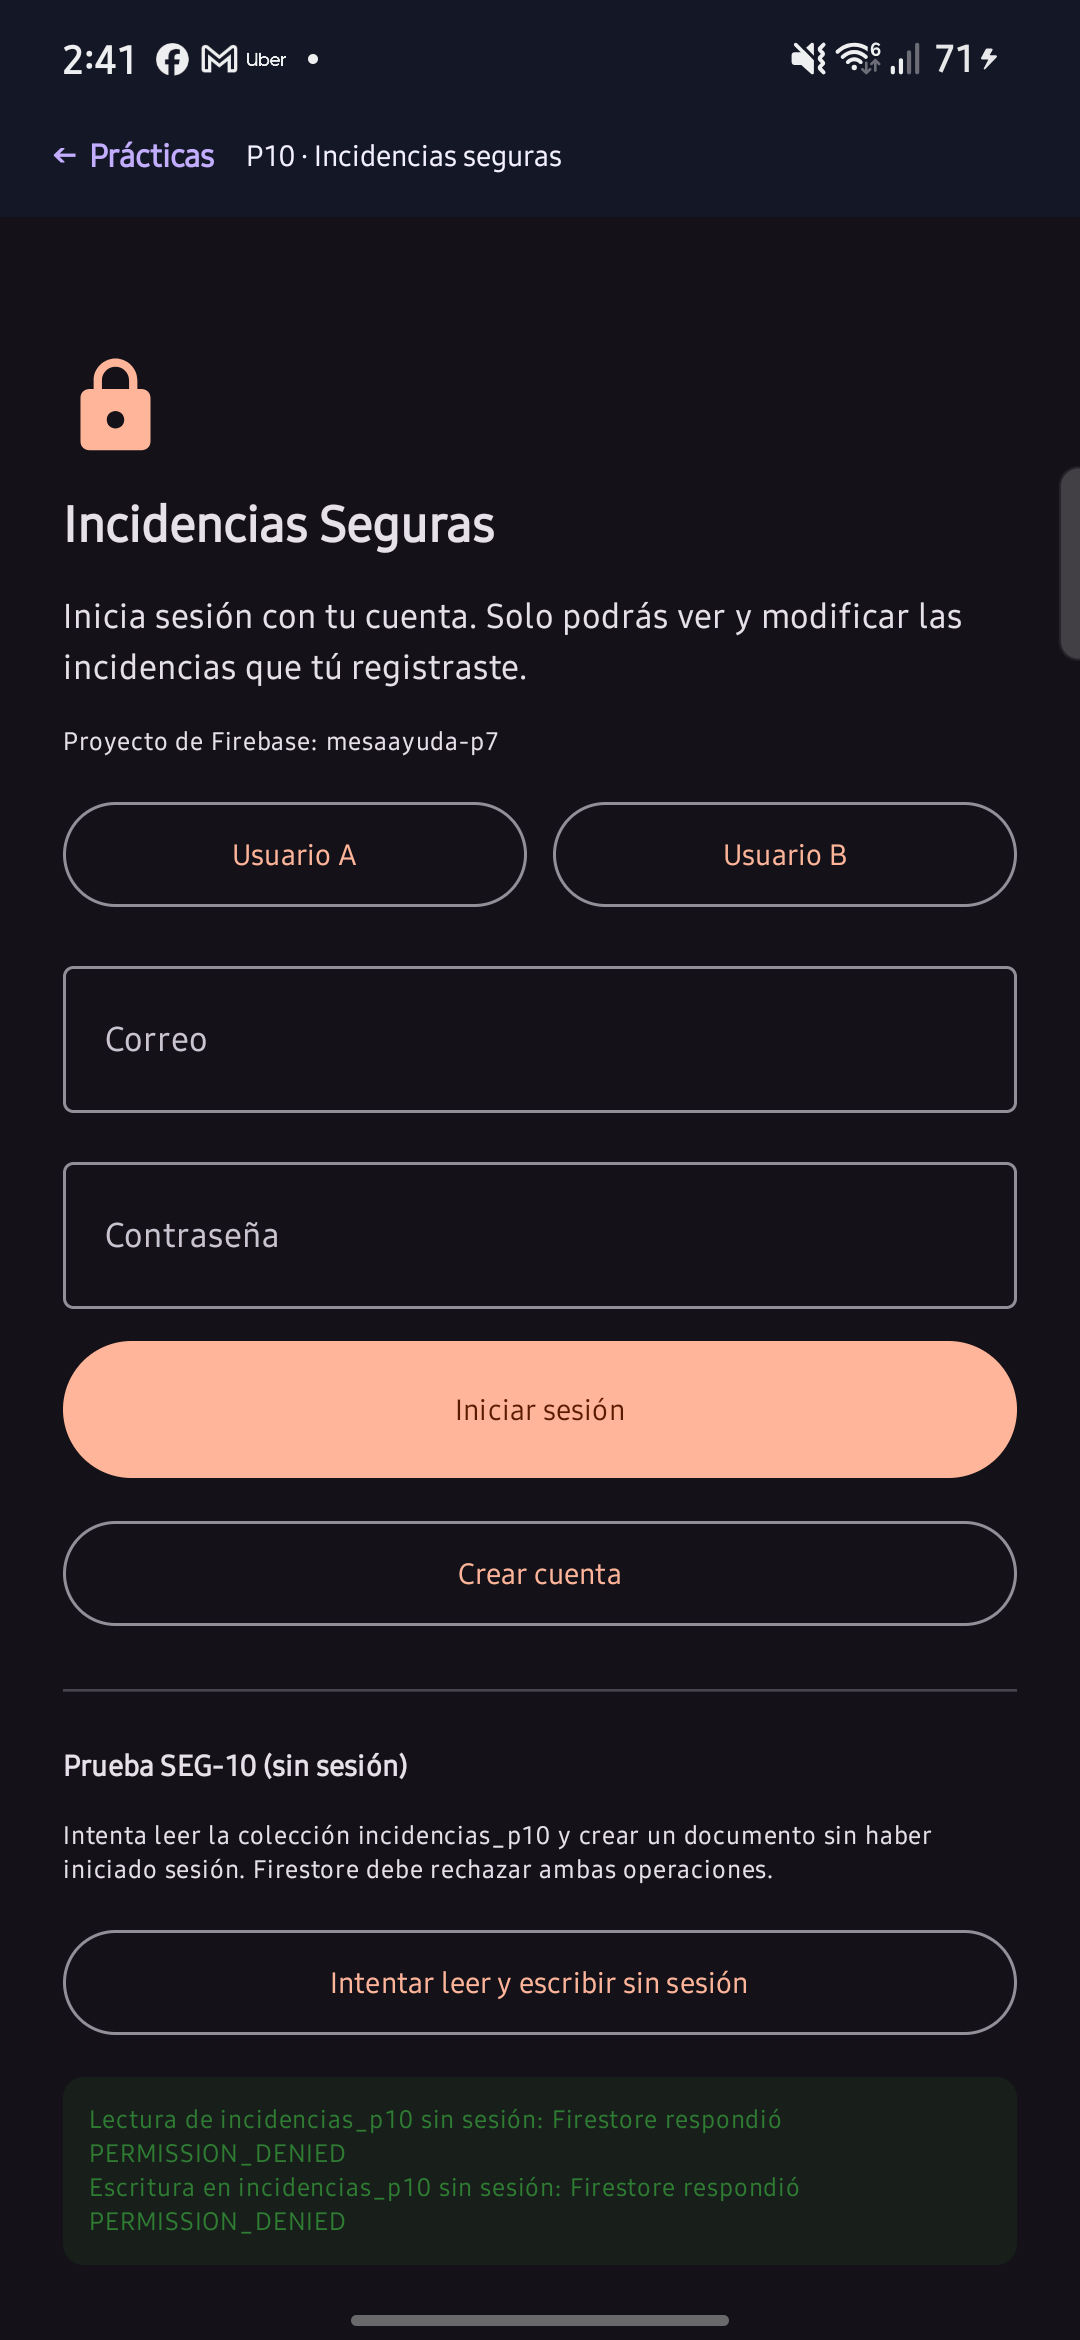 2:41 Uber 6 71
← Prácticas P10 · Incidencias seguras
Incidencias Seguras
Inicia sesión con tu cuenta. Solo podrás ver y modificar las
incidencias que tú registraste.
Proyecto de Firebase: mesaayuda-p7
Usuario A Usuario B
Correo
Contraseña
Iniciar sesión
Crear cuenta
Prueba SEG-10 (sin sesión)
Intenta leer la colección incidencias_p10 y crear un documento sin haber
iniciado sesión. Firestore debe rechazar ambas operaciones.
Intentar leer y escribir sin sesión
Lectura de incidencias_p10 sin sesión: Firestore respondió
PERMISSION_DENIED
Escritura en incidencias_p10 sin sesión: Firestore respondió
PERMISSION_DENIED